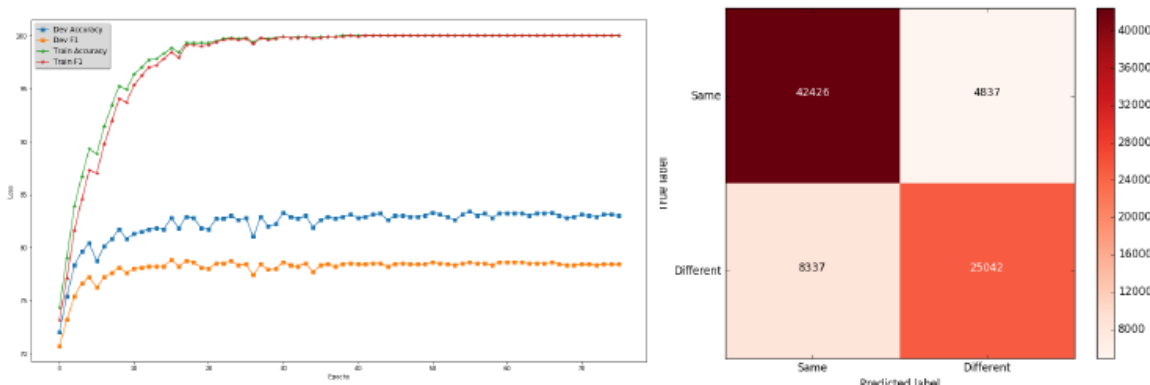 Dev Accuracy
Dev F1
Train Accuracy
Train F1
100
95
90
85
80
75
70
Loss
0
10
20
30
40
50
60
70
Epochs
Same
Different
True label
42426
4837
8337
25042
Same
Different
Predicted label
40000
36000
32000
28000
24000
20000
16000
12000
8000